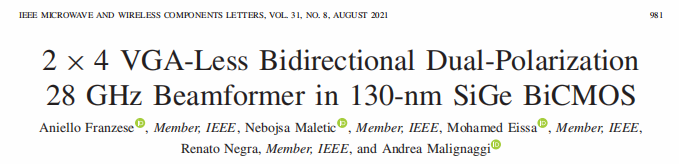 IEEE MICROWAVE AND WIRELESS COMPONENTS LETTERS, VOL. 31, NO. 8, AUGUST 2021 981
2 × 4 VGA-Less Bidirectional Dual-Polarization
28 GHz Beamformer in 130-nm SiGe BiCMOS
Aniello Franzese, Member, IEEE, Nebojsa Maletic, Member, IEEE, Mohamed Eissa, Member, IEEE,
Renato Negra, Member, IEEE, and Andrea Malignaggi